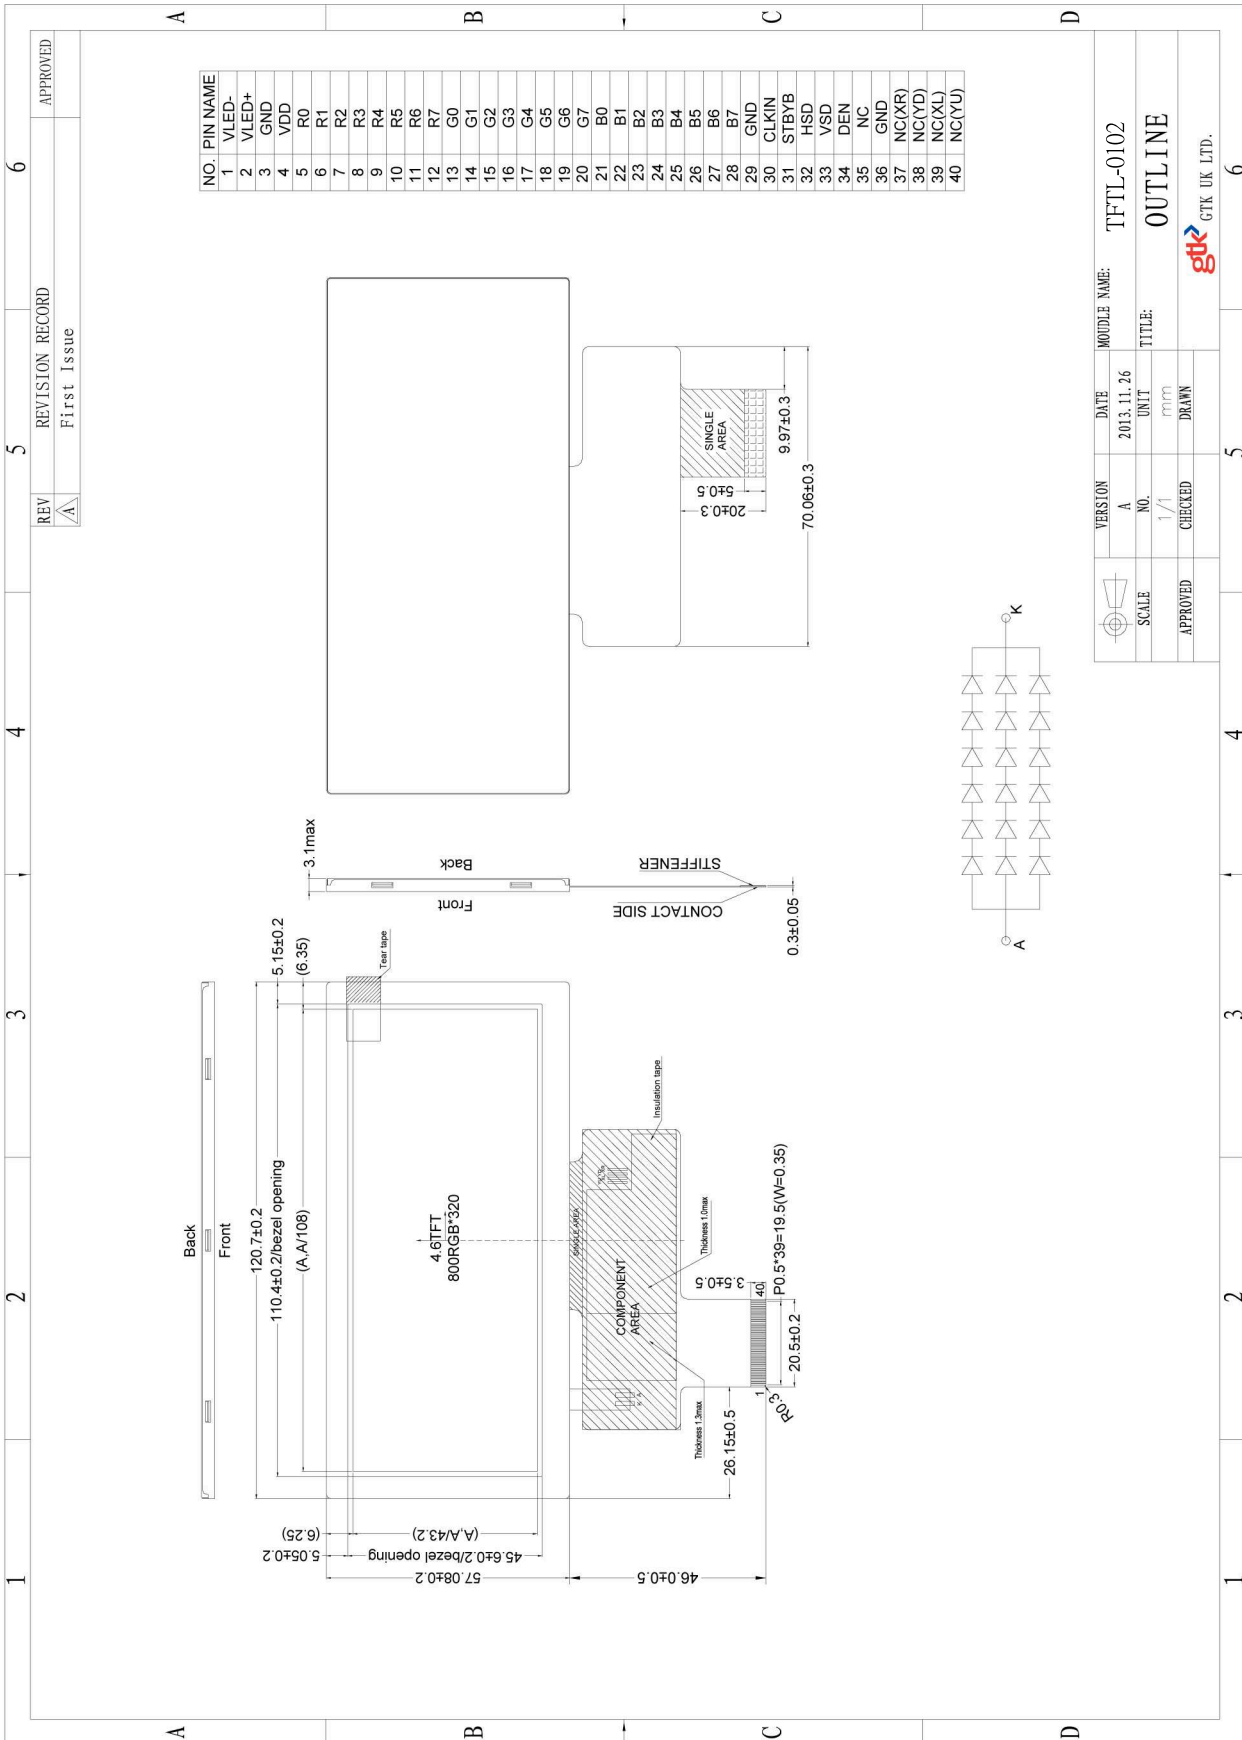 1
2
3
4
5
6
A
B
C
D
REV
REVISION RECORD
APPROVED
A
First Issue
NO.
PIN NAME
1 VLED-
2 VLED+
3 GND
4 VDD
5 R0
6 R1
7 R2
8 R3
9 R4
10 R5
11 R6
12 R7
13 G0
14 G1
15 G2
16 G3
17 G4
18 G5
19 G6
20 G7
21 B0
22 B1
23 B2
24 B3
25 B4
26 B5
27 B6
28 B7
29 GND
30 CLKIN
31 STBYB
32 HSD
33 VSD
34 DEN
35 NC
36 GND
37 NC(XR)
38 NC(YD)
39 NC(XL)
40 NC(YU)
Back
Front
120.7±0.2
110.4±0.2/bezel opening
(A,A/108)
5.15±0.2
(6.35)
Tear tape
4.6TFT
800RGB*320
(6.25)
5.05±0.2
(A,A/43.2)
45.6±0.2/bezel opening
57.08±0.2
46.0±0.5
SINGLE AREA
COMPONENT
AREA
K A
Insulation tape
Thickness 1.0max
Thickness 1.3max
26.15±0.5
3.5±0.5
1
40
R0.3
P0.5*39=19.5(W=0.35)
20.5±0.2
3.1max
Front
Back
CONTACT SIDE
STIFFENER
0.3±0.05
SINGLE
AREA
5±0.5
20±0.3
9.97±0.3
70.06±0.3
A
K
VERSION
DATE
MOUDLE NAME:
A
2013.11.26
TFTL-0102
SCALE
NO.
UNIT
TITLE:
1/1
mm
OUTLINE
APPROVED
CHECKED
DRAWN
gtk GTK UK LTD.
1
2
3
4
5
6
A
B
C
D